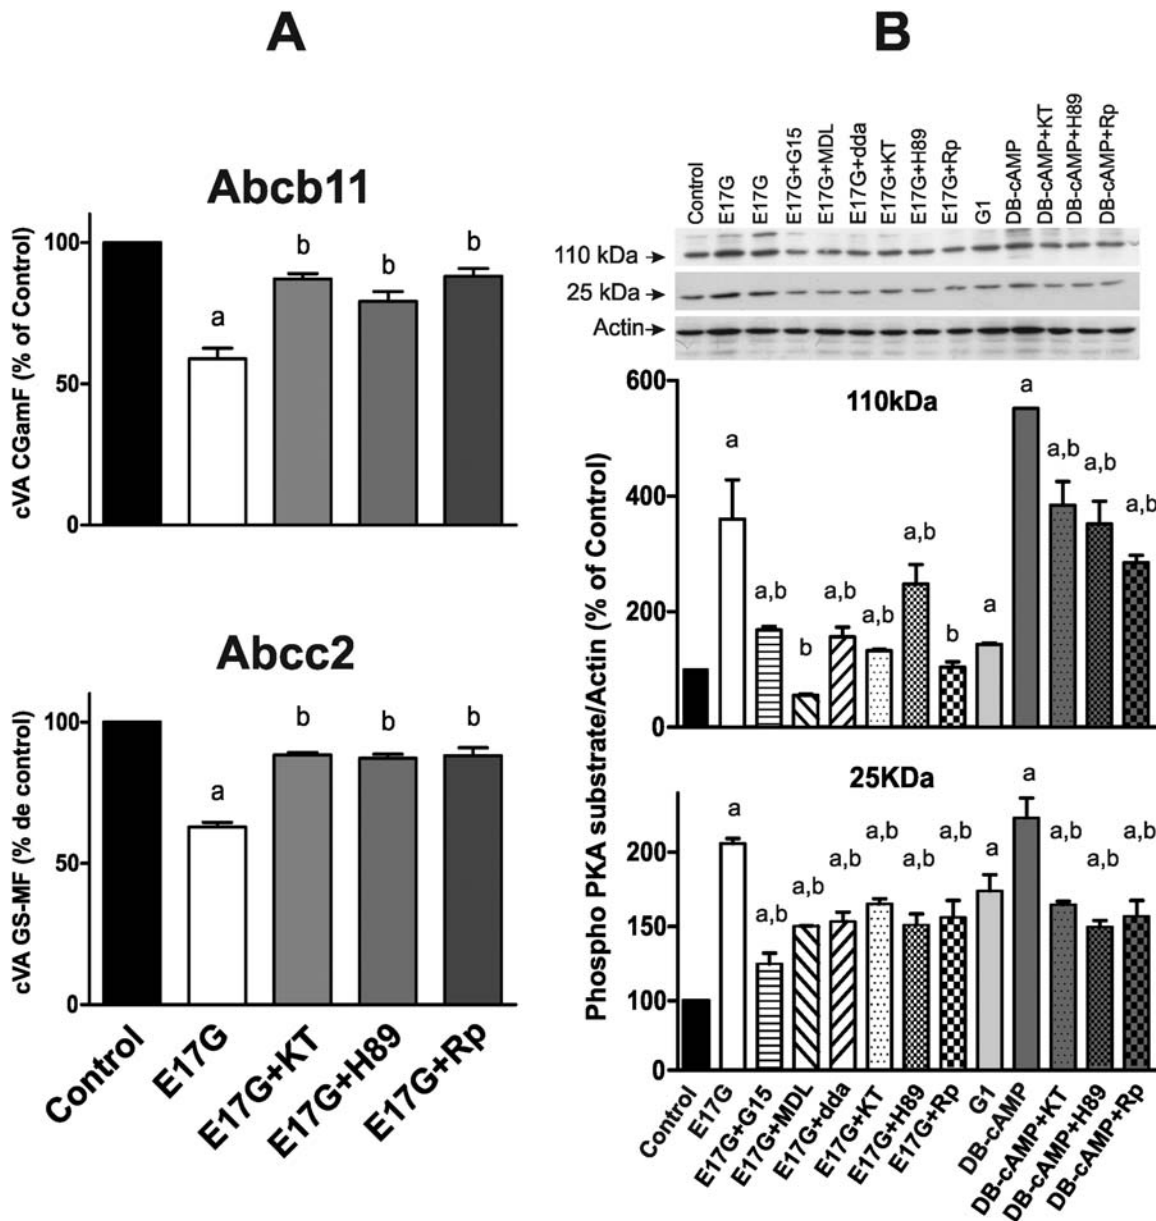 A
Abcb11
cVA CGamF (% of Control)
100
50
0
a
b
b
b
Abcc2
cVA GS-MF (% de control)
100
50
0
a
b
b
b
Control
E17G
E17G+KT
E17G+H89
E17G+Rp
B
Control
E17G
E17G
E17G+G15
E17G+MDL
E17G+dda
E17G+KT
E17G+H89
E17G+Rp
G1
DB-cAMP
DB-cAMP+KT
DB-cAMP+H89
DB-cAMP+Rp
110 kDa
25 kDa
Actin
Phospho PKA substrate/Actin (% of Control)
110kDa
600
400
200
0
a
a,b
b
a,b
a,b
a,b
b
a
a
a,b
a,b
a,b
25KDa
200
150
100
0
a
a,b
a,b
a,b
a,b
a,b
a,b
a
a
a,b
a,b
a,b
Control
E17G
E17G+G15
E17G+MDL
E17G+dda
E17G+KT
E17G+H89
E17G+Rp
G1
DB-cAMP
DB-cAMP+KT
DB-cAMP+H89
DB-cAMP+Rp